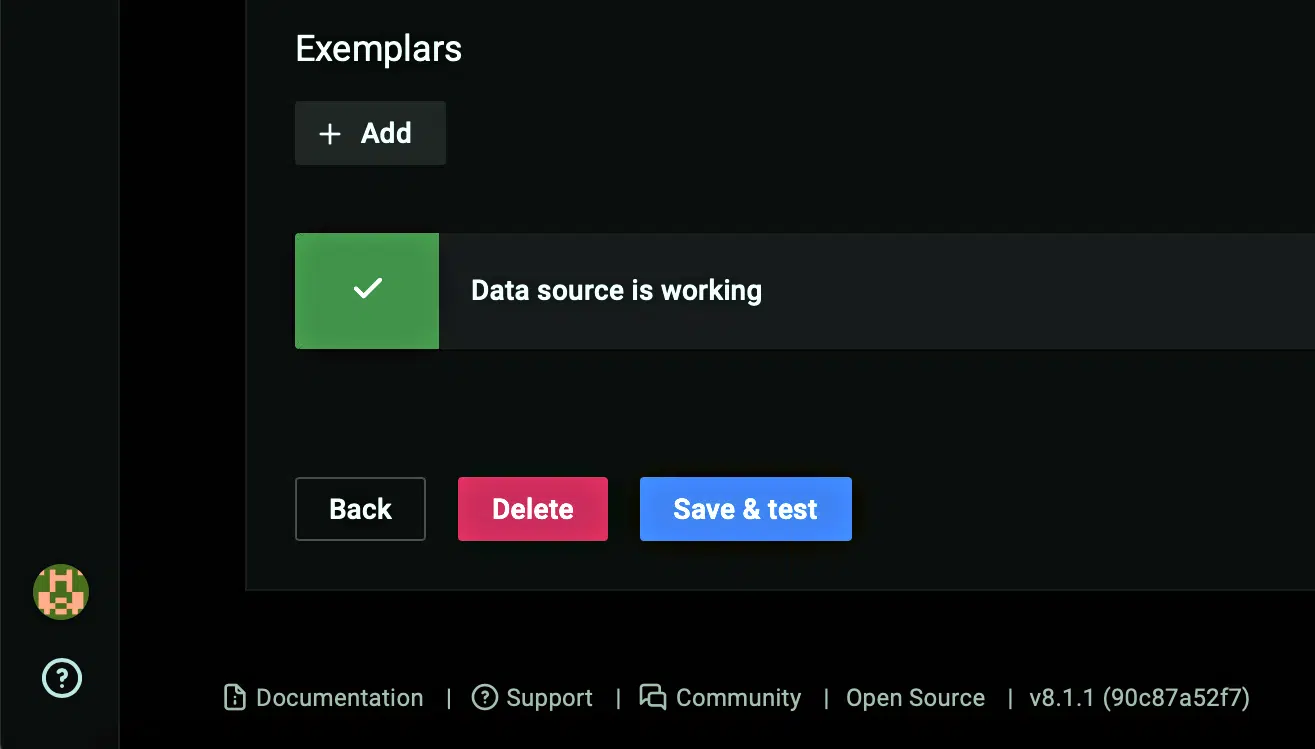 Exemplars
+ Add
Data source is working
Back Delete Save & test
Documentation | Support | Community | Open Source | v8.1.1 (90c87a52f7)